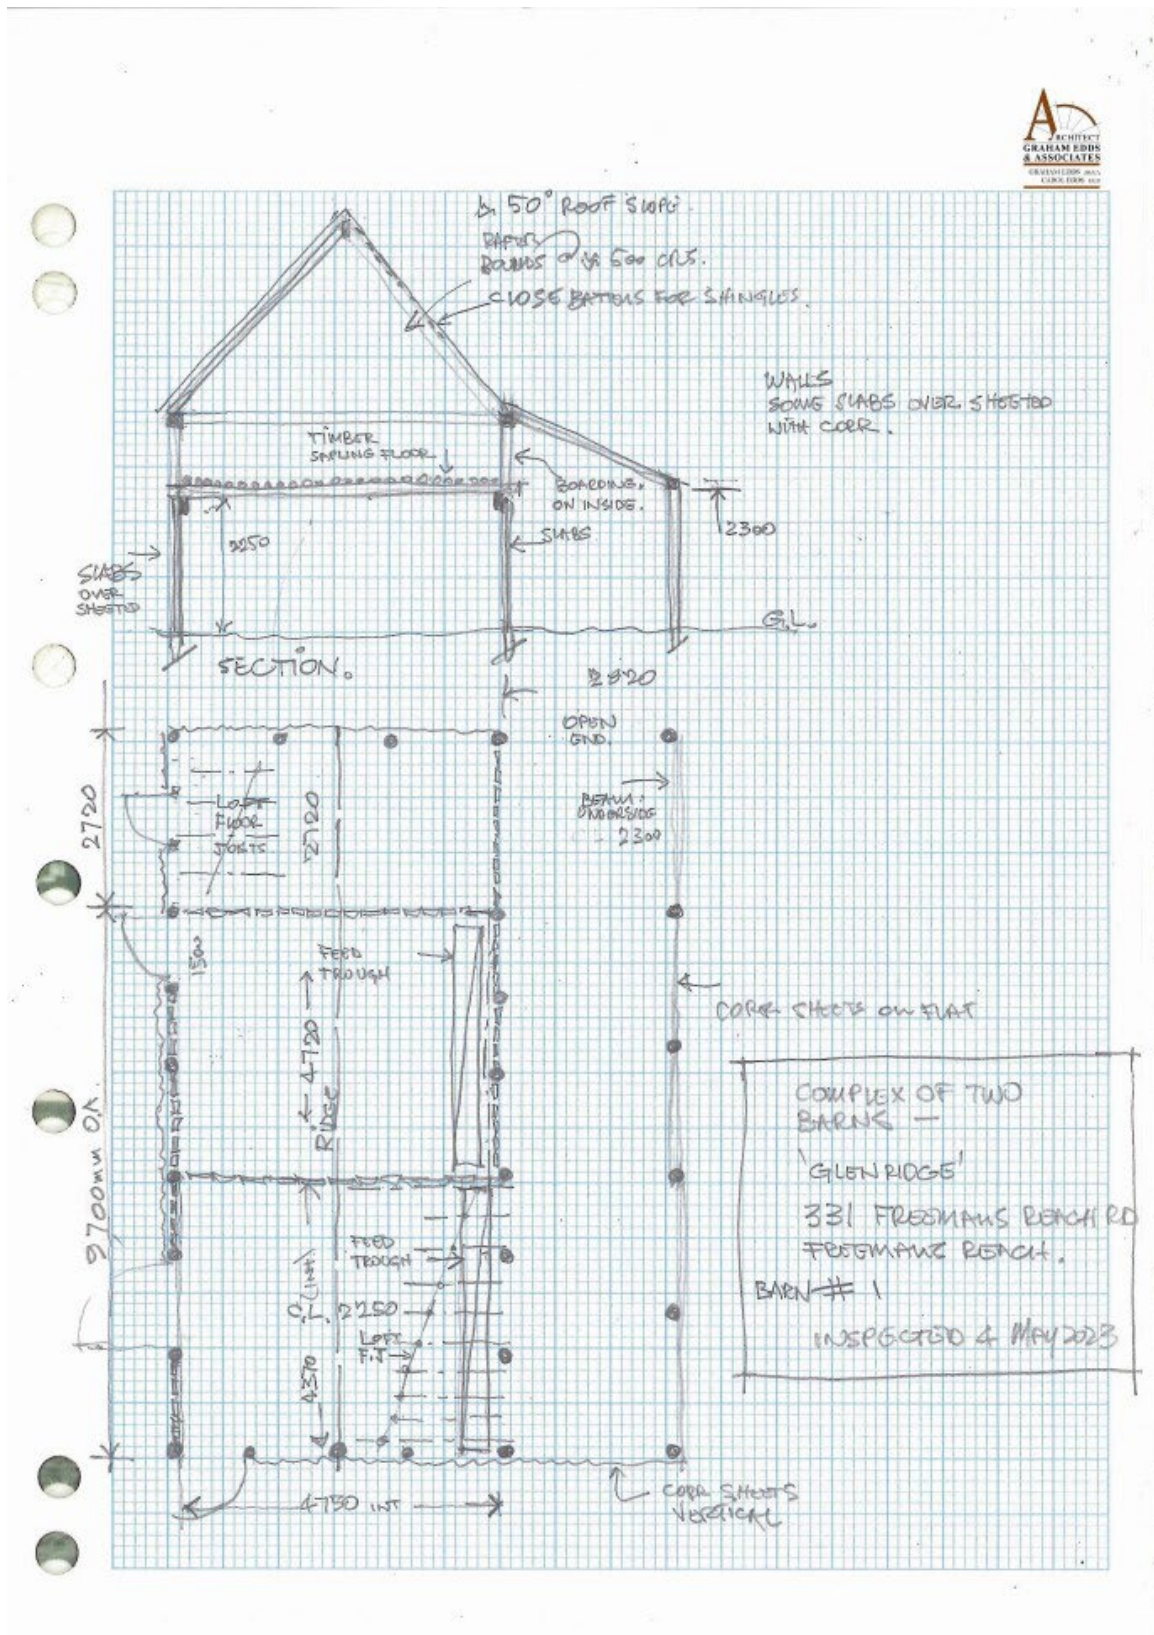 ARCHITECT
GRAHAM EDDS
& ASSOCIATES
50° ROOF SLOPE.
ROUNDS @ 500 CRS.
CLOSE BATTENS FOR SHINGLES.
WALLS
SOME SLABS OVER SHEETED
WITH CORR.
TIMBER
SAPLING FLOOR
BOARDING
ON INSIDE.
2300
SLABS
2250
SLABS
OVER
SHEETED
G.L.
SECTION.
OPEN
END.
2720
LOFT
FLOOR
JOISTS
2720
BEAM
UNDERSIDE
2300
1500
FEED
TROUGH
4720
RIDGE
CORR SHEETS ON FLAT
COMPLEX OF TWO
BARNS —
'GLENRIDGE'
331 FREEMANS REACH RD
FREEMANS REACH.
BARN # 1
INSPECTED 4 MAY 2023
9700mm O.A.
FEED
TROUGH
C.L. 2250
LOFT
F.J
4370
4750 INT
CORR SHEETS
VERTICAL